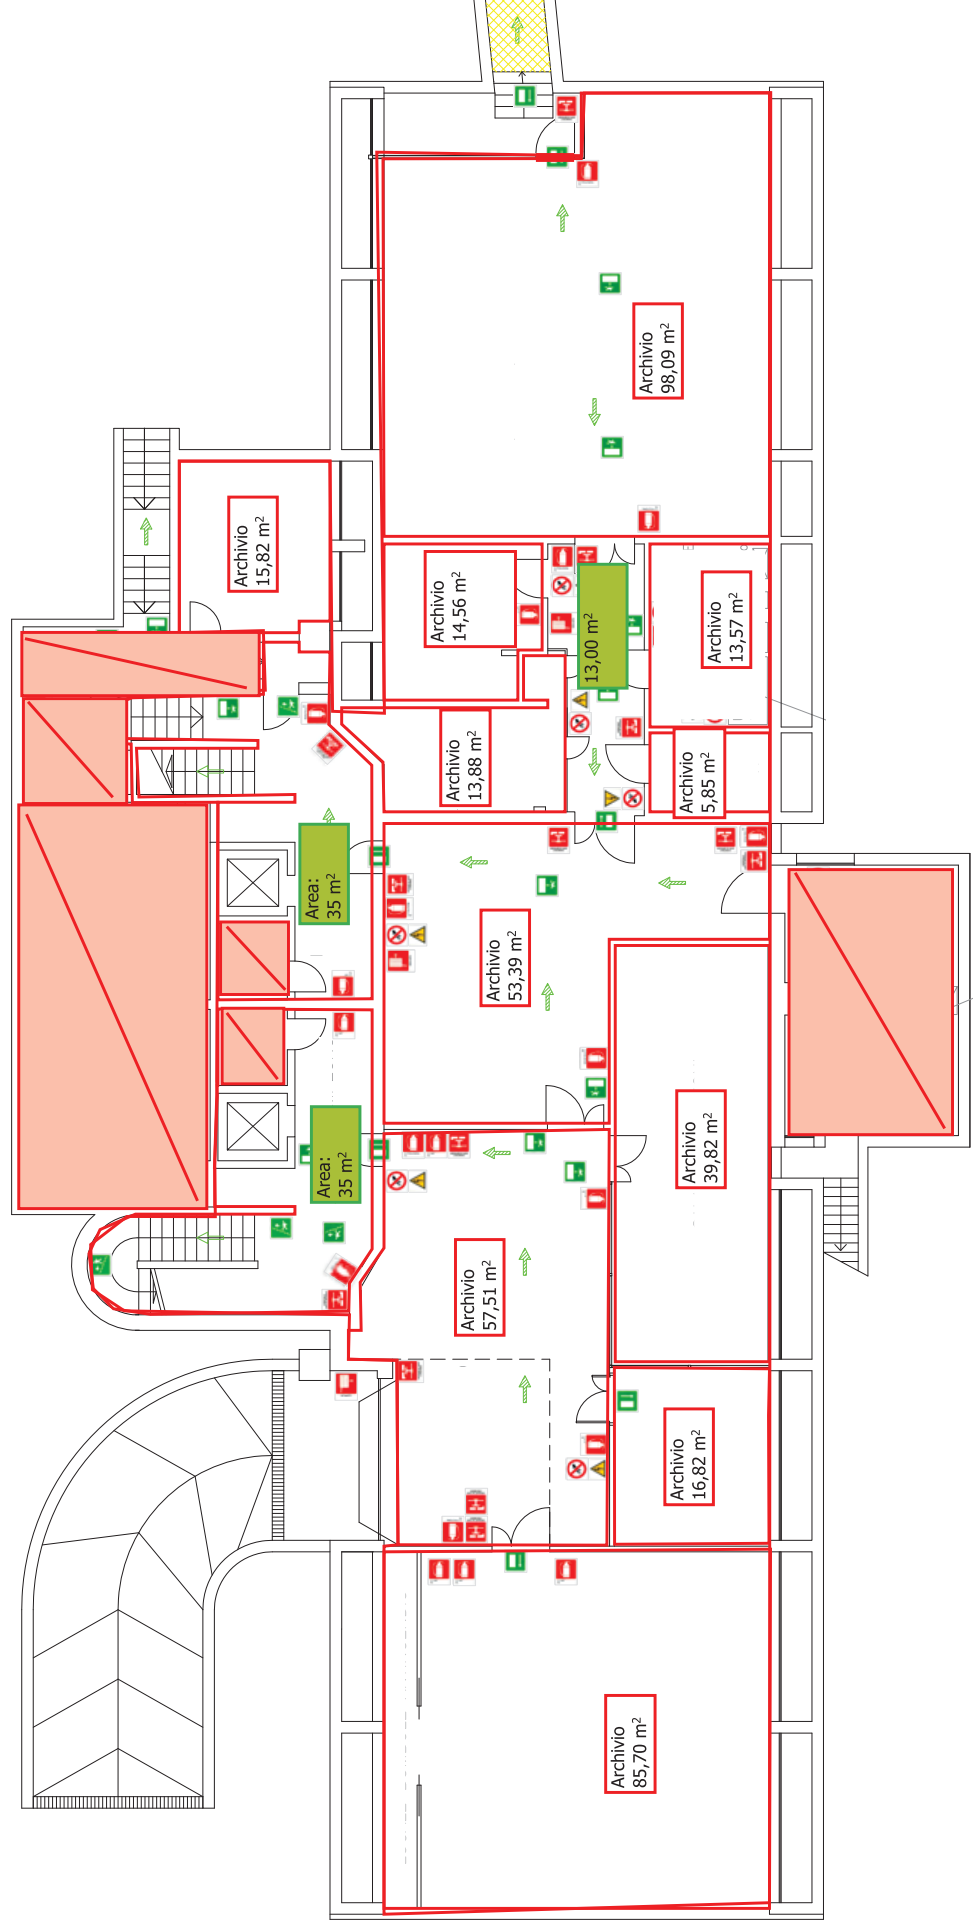 Archivio
15,82 m²
Archivio
98,09 m²
Archivio
14,56 m²
13,00 m²
Archivio
13,57 m²
Archivio
13,88 m²
Archivio
5,85 m²
Area:
35 m²
Archivio
53,39 m²
Area:
35 m²
Archivio
39,82 m²
Archivio
57,51 m²
Archivio
16,82 m²
Archivio
85,70 m²